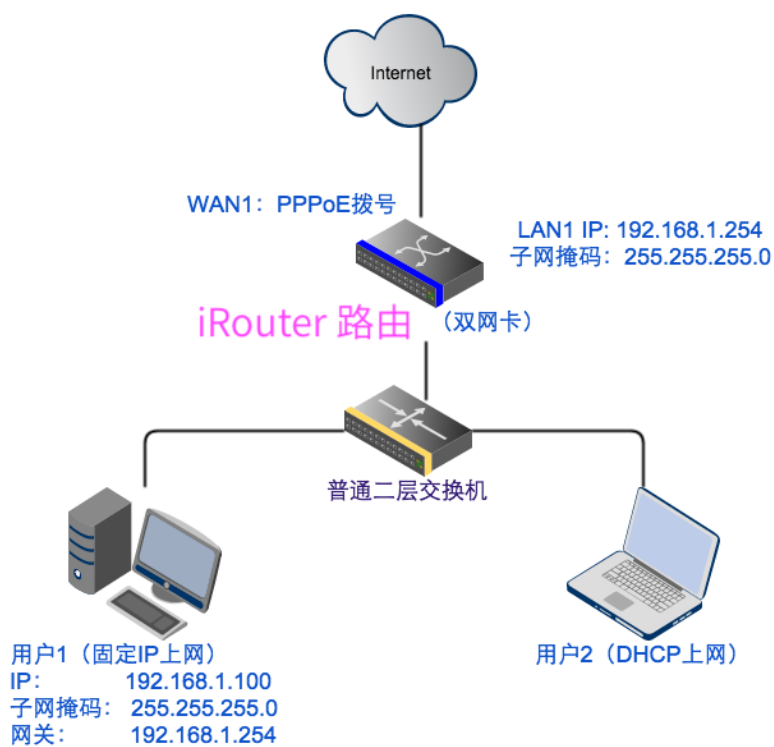 Internet
WAN1：PPPoE拨号
LAN1 IP: 192.168.1.254
子网掩码：255.255.255.0
iRouter 路由
（双网卡）
普通二层交换机
用户1（固定IP上网）
IP： 192.168.1.100
子网掩码： 255.255.255.0
网关： 192.168.1.254
用户2（DHCP上网）